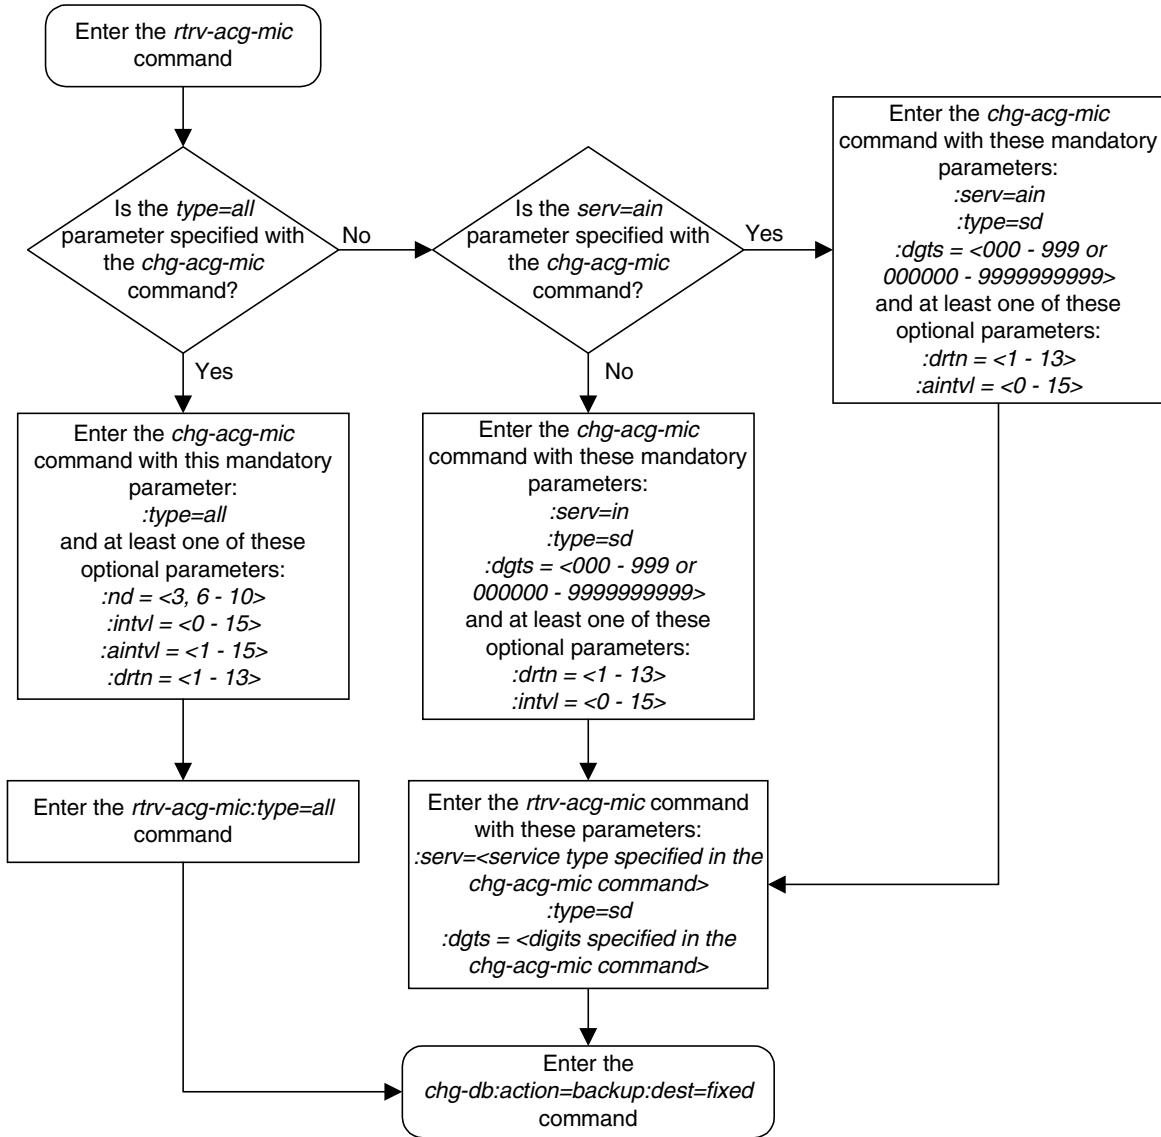 Enter the rtrv-acg-mic
command
Is the type=all
parameter specified with
the chg-acg-mic
command?
No
Yes
Is the serv=ain
parameter specified with
the chg-acg-mic
command?
Yes
No
Enter the chg-acg-mic
command with these mandatory
parameters:
:serv=ain
:type=sd
:dgts = <000 - 999 or
000000 - 9999999999>
and at least one of these
optional parameters:
:drtn = <1 - 13>
:aintvl = <0 - 15>
Enter the chg-acg-mic
command with this mandatory
parameter:
:type=all
and at least one of these
optional parameters:
:nd = <3, 6 - 10>
:intvl = <0 - 15>
:aintvl = <1 - 15>
:drtn = <1 - 13>
Enter the chg-acg-mic
command with these mandatory
parameters:
:serv=in
:type=sd
:dgts = <000 - 999 or
000000 - 9999999999>
and at least one of these
optional parameters:
:drtn = <1 - 13>
:intvl = <0 - 15>
Enter the rtrv-acg-mic:type=all
command
Enter the rtrv-acg-mic command
with these parameters:
:serv=<service type specified in the
chg-acg-mic command>
:type=sd
:dgts = <digits specified in the
chg-acg-mic command>
Enter the
chg-db:action=backup:dest=fixed
command